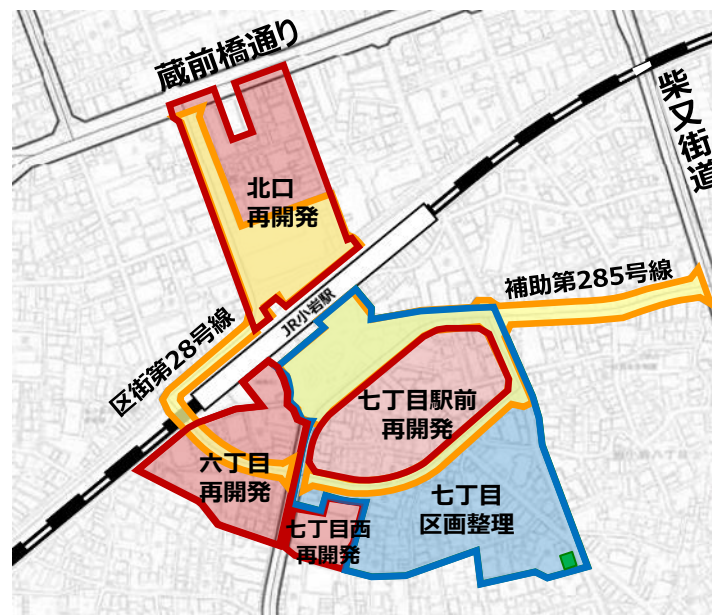 蔵前橋通り
柴又街道
北口
再開発
補助第285号線
JR小岩駅
区街第28号線
七丁目駅前
再開発
六丁目
再開発
七丁目
区画整理
七丁目西
再開発